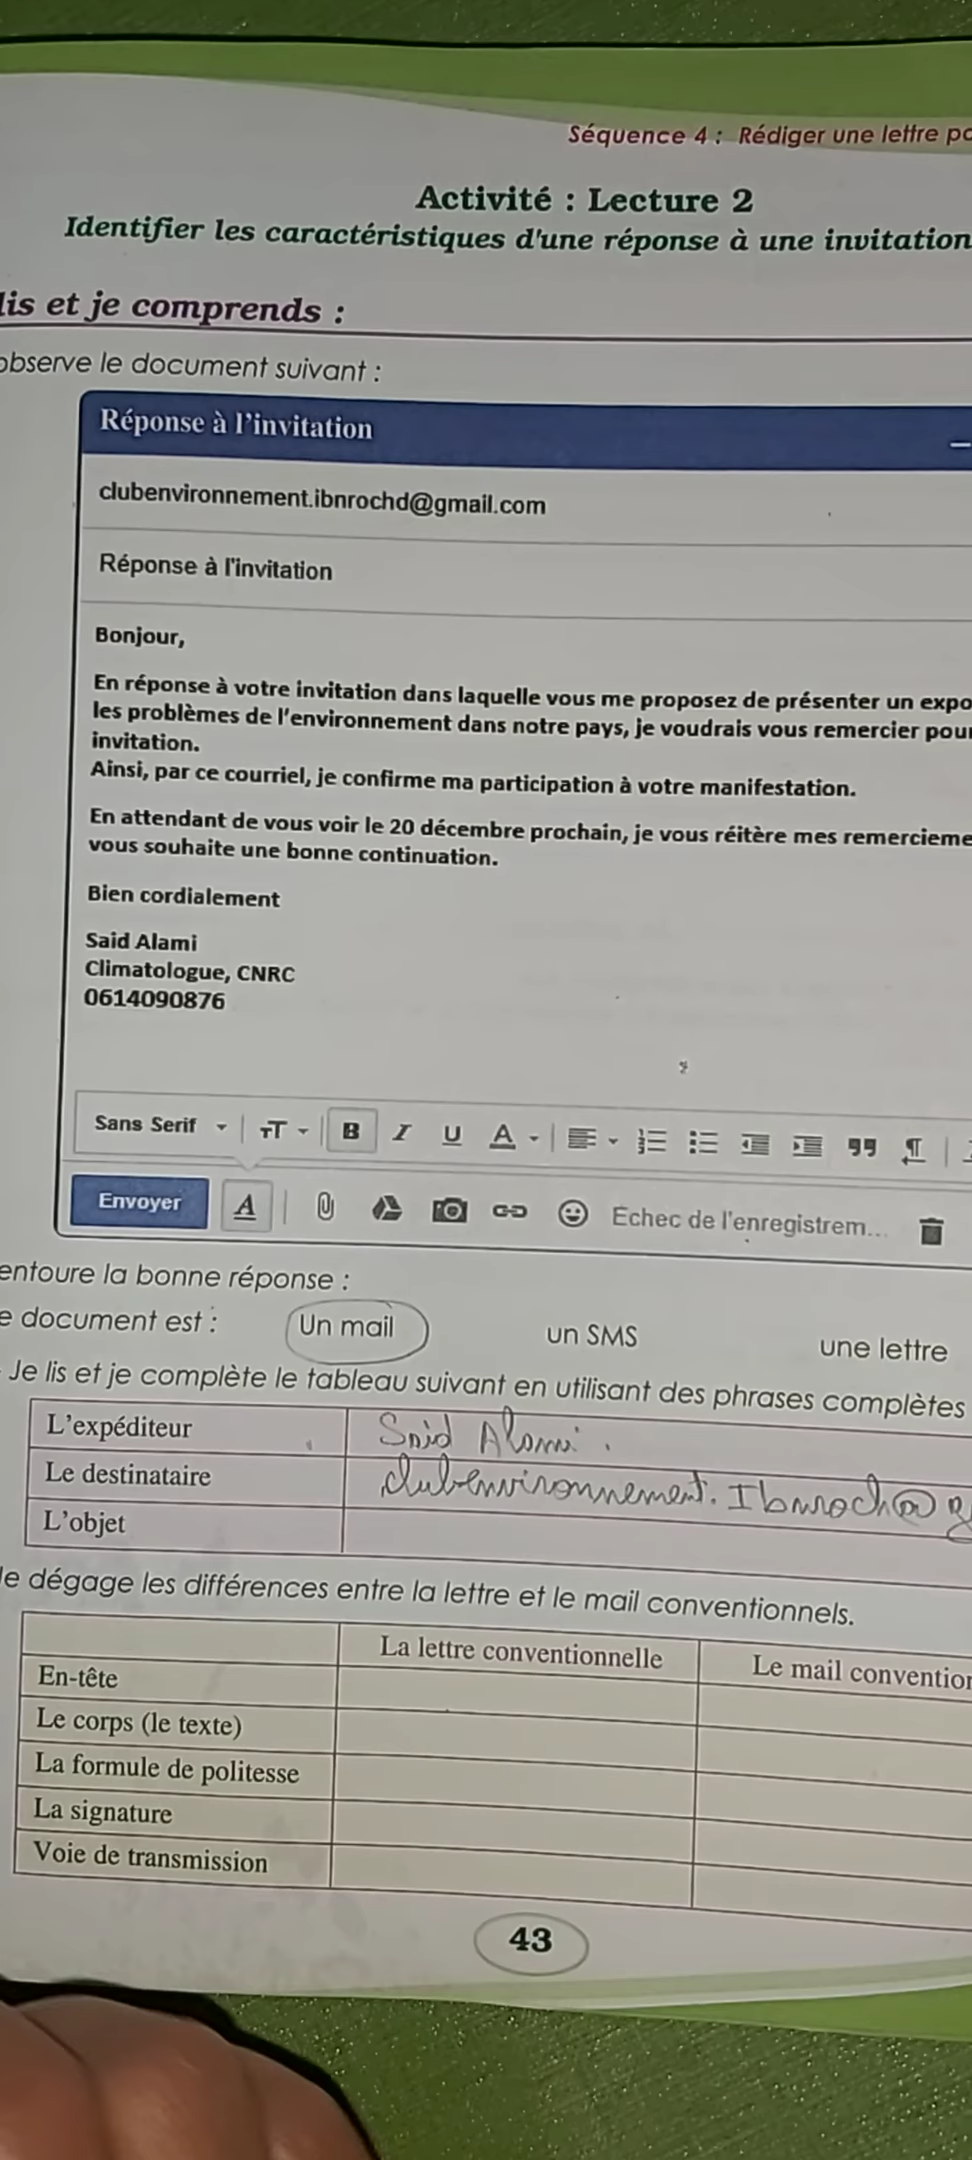 Séquence 4 : Rédiger une lettre
Activité : Lecture 2
Identifier les caractéristiques d'une réponse à une invitation
lis et je comprends :
observe le document suivant :
Réponse à l'invitation
clubenvironnement.ibnrochd@gmail.com
Réponse à l'invitation
Bonjour,
En réponse à votre invitation dans laquelle vous me proposez de présenter un expo
les problèmes de l'environnement dans notre pays, je voudrais vous remercier pour
invitation.
Ainsi, par ce courriel, je confirme ma participation à votre manifestation.
En attendant de vous voir le 20 décembre prochain, je vous réitère mes remercieme
vous souhaite une bonne continuation.
Bien cordialement
Said Alami
Climatologue, CNRC
0614090876
Sans Serif TT B I U A
Envoyer A Échec de l'enregistrem...
entoure la bonne réponse :
e document est : Un mail un SMS une lettre
Je lis et je complète le tableau suivant en utilisant des phrases complètes
L'expéditeur Said Alami .
Le destinataire clubenvironnement. Ibnroch@g
L'objet
Je dégage les différences entre la lettre et le mail conventionnels.
La lettre conventionnelle Le mail convention
En-tête
Le corps (le texte)
La formule de politesse
La signature
Voie de transmission
43